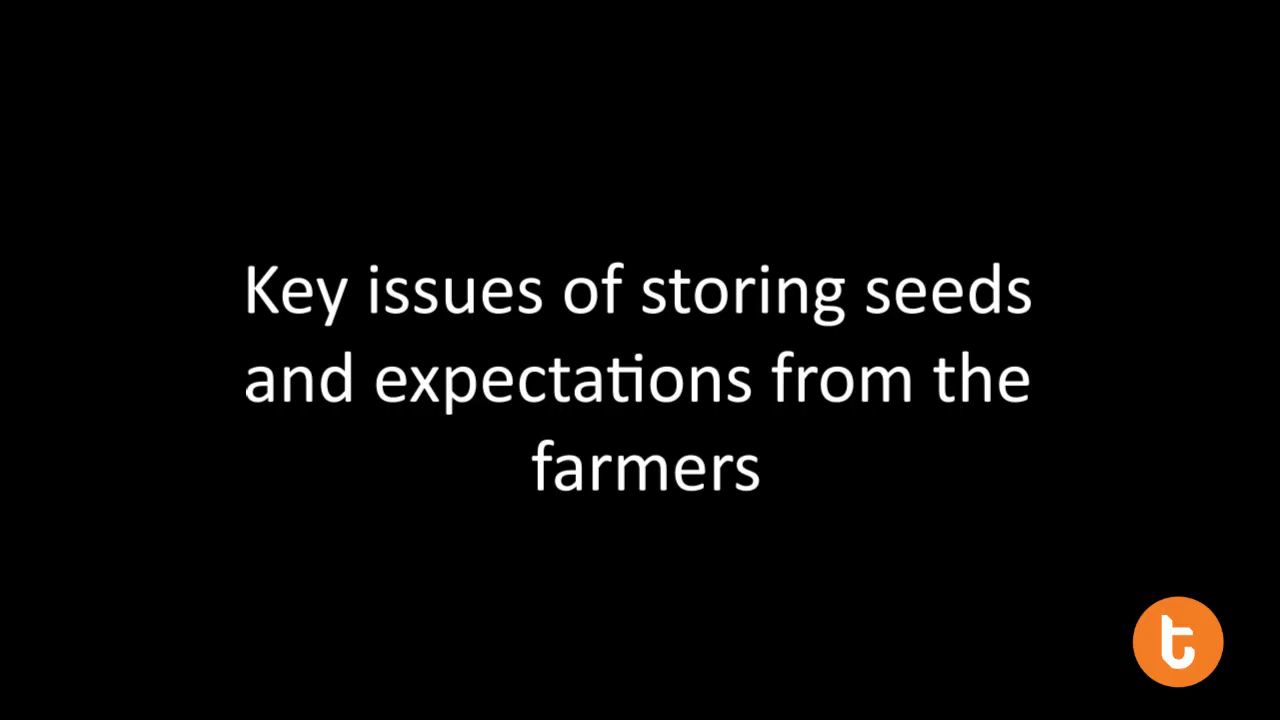 Key issues of storing seeds
and expectations from the
farmers
t